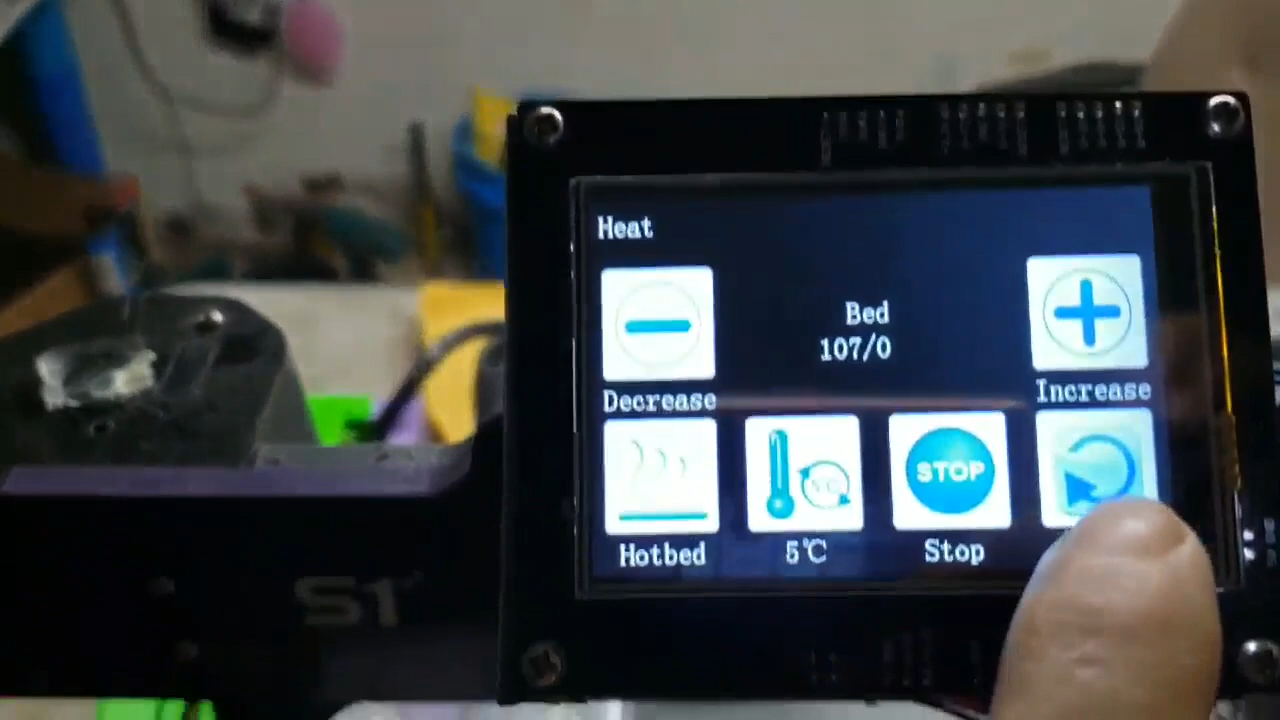 Heat
Bed
107/0
Decrease
Increase
STOP
Hotbed
5℃
Stop
S1